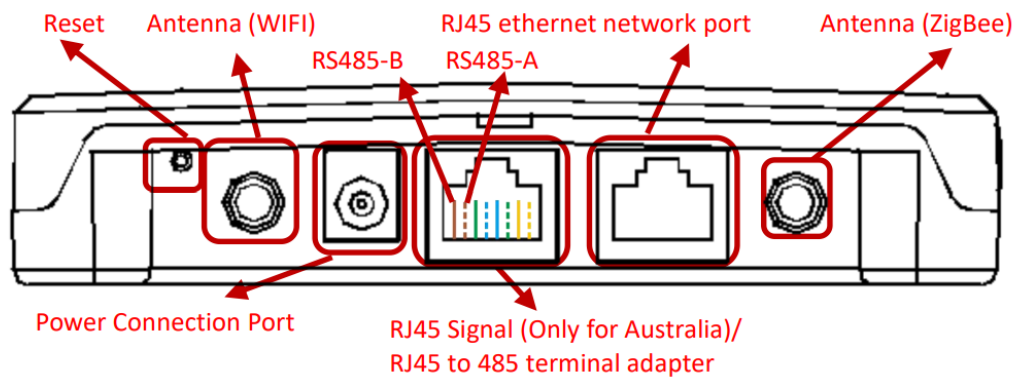 Reset
Antenna (WIFI)
RJ45 ethernet network port
Antenna (ZigBee)
RS485-B
RS485-A
Power Connection Port
RJ45 Signal (Only for Australia)/
RJ45 to 485 terminal adapter